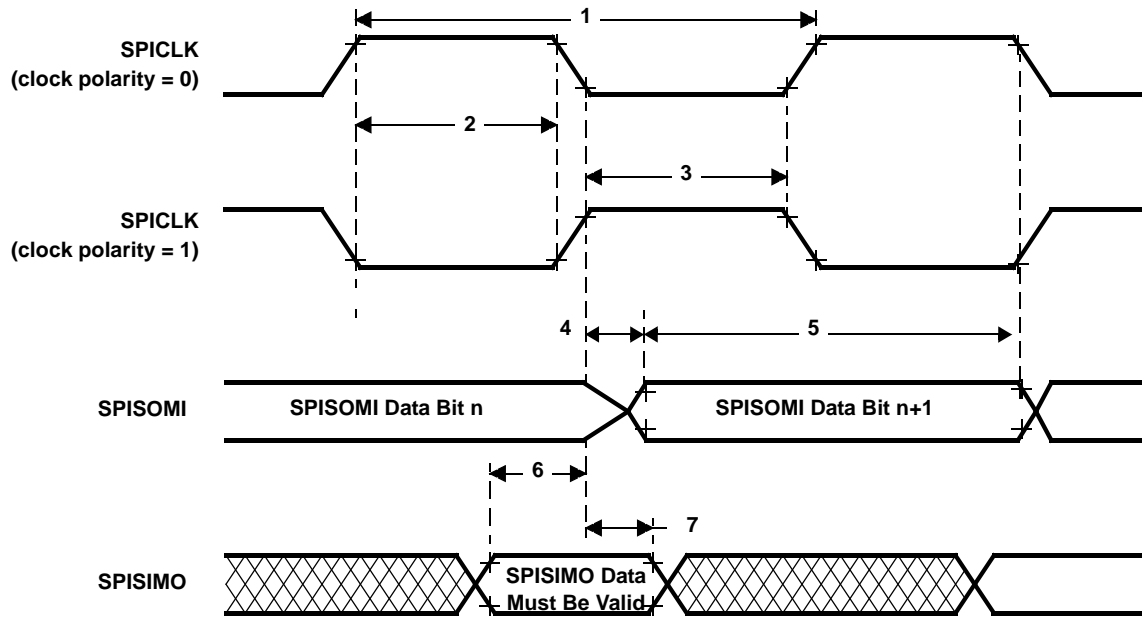 1
SPICLK
(clock polarity = 0)
2
3
SPICLK
(clock polarity = 1)
4
5
SPISOMI
SPISOMI Data Bit n
SPISOMI Data Bit n+1
6
7
SPISIMO
SPISIMO Data
Must Be Valid